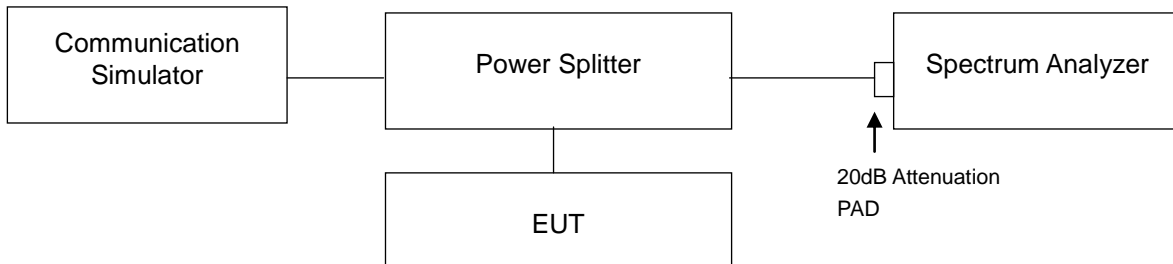 Communication
Simulator
Power Splitter
Spectrum Analyzer
20dB Attenuation
PAD
EUT